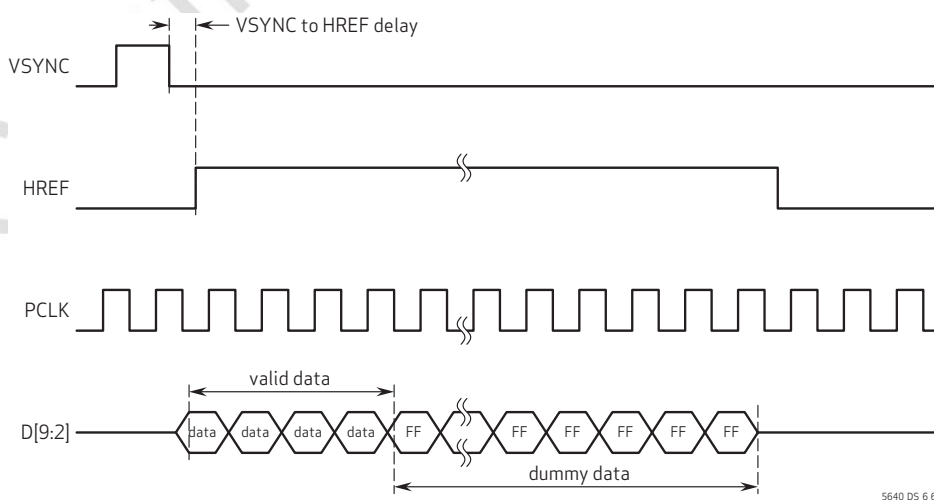 VSYNC to HREF delay
VSYNC
HREF
PCLK
valid data
D[9:2]
data data data data FF FF FF FF FF FF
dummy data
5640 DS 6 6